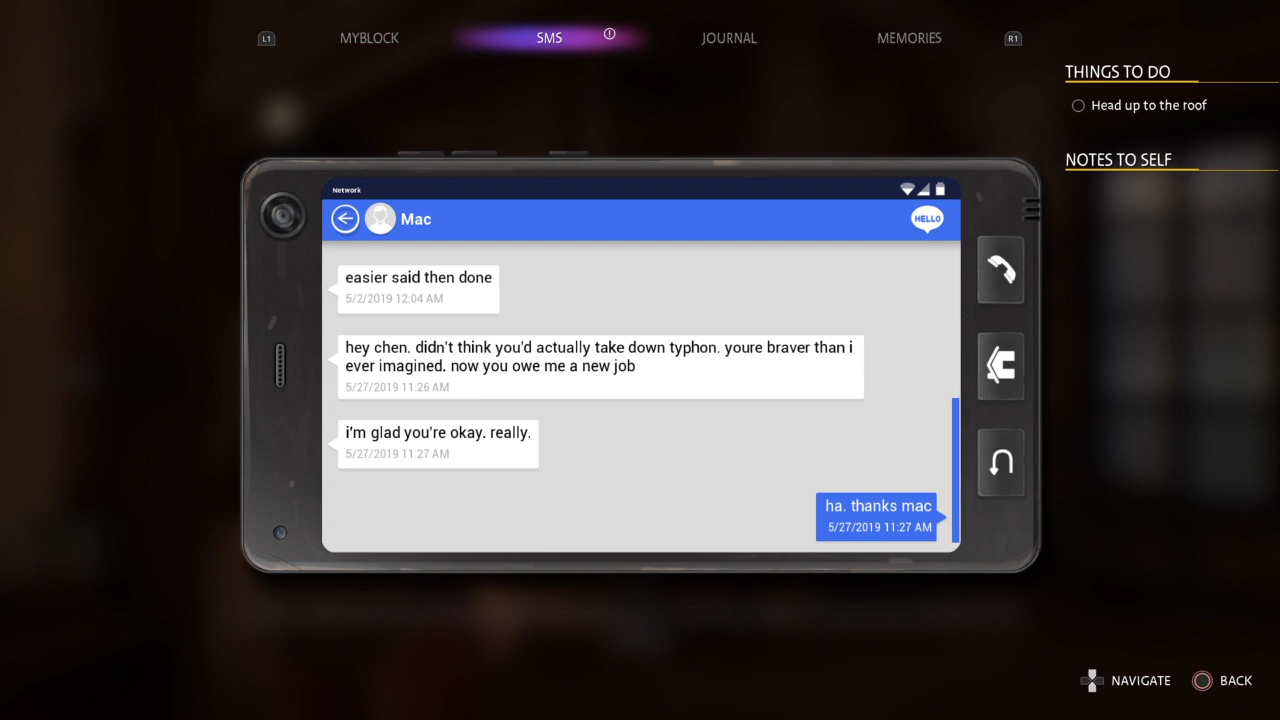 L1
MYBLOCK
SMS
JOURNAL
MEMORIES
R1
THINGS TO DO
Head up to the roof
NOTES TO SELF
Network
Mac
HELLO
easier said then done
5/2/2019 12:04 AM
hey chen. didn't think you'd actually take down typhon. youre braver than i
ever imagined. now you owe me a new job
5/27/2019 11:26 AM
i'm glad you're okay. really.
5/27/2019 11:27 AM
ha. thanks mac
5/27/2019 11:27 AM
NAVIGATE
BACK